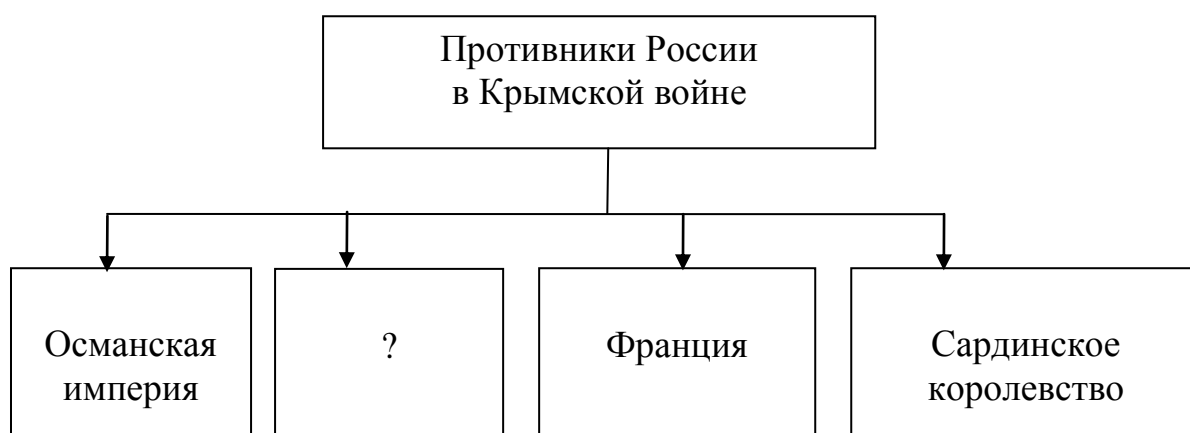 Противники России
в Крымской войне
Османская
империя
?
Франция
Сардинское
королевство